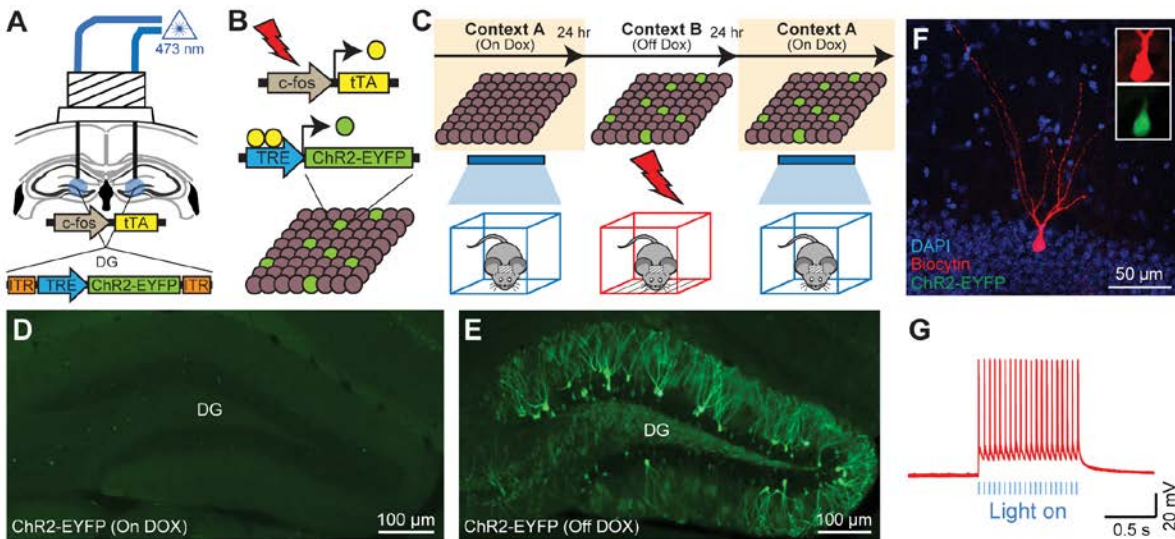 A
473 nm
c-fos
tTA
DG
ITR
TRE
ChR2-EYFP
ITR
B
c-fos
tTA
TRE
ChR2-EYFP
C
Context A
(On Dox)
24 hr
Context B
(Off Dox)
24 hr
Context A
(On Dox)
F
DAPI
Biocytin
ChR2-EYFP
50 µm
D
DG
ChR2-EYFP (On DOX)
100 µm
E
DG
ChR2-EYFP (Off DOX)
100 µm
G
Light on
20 mV
0.5 s